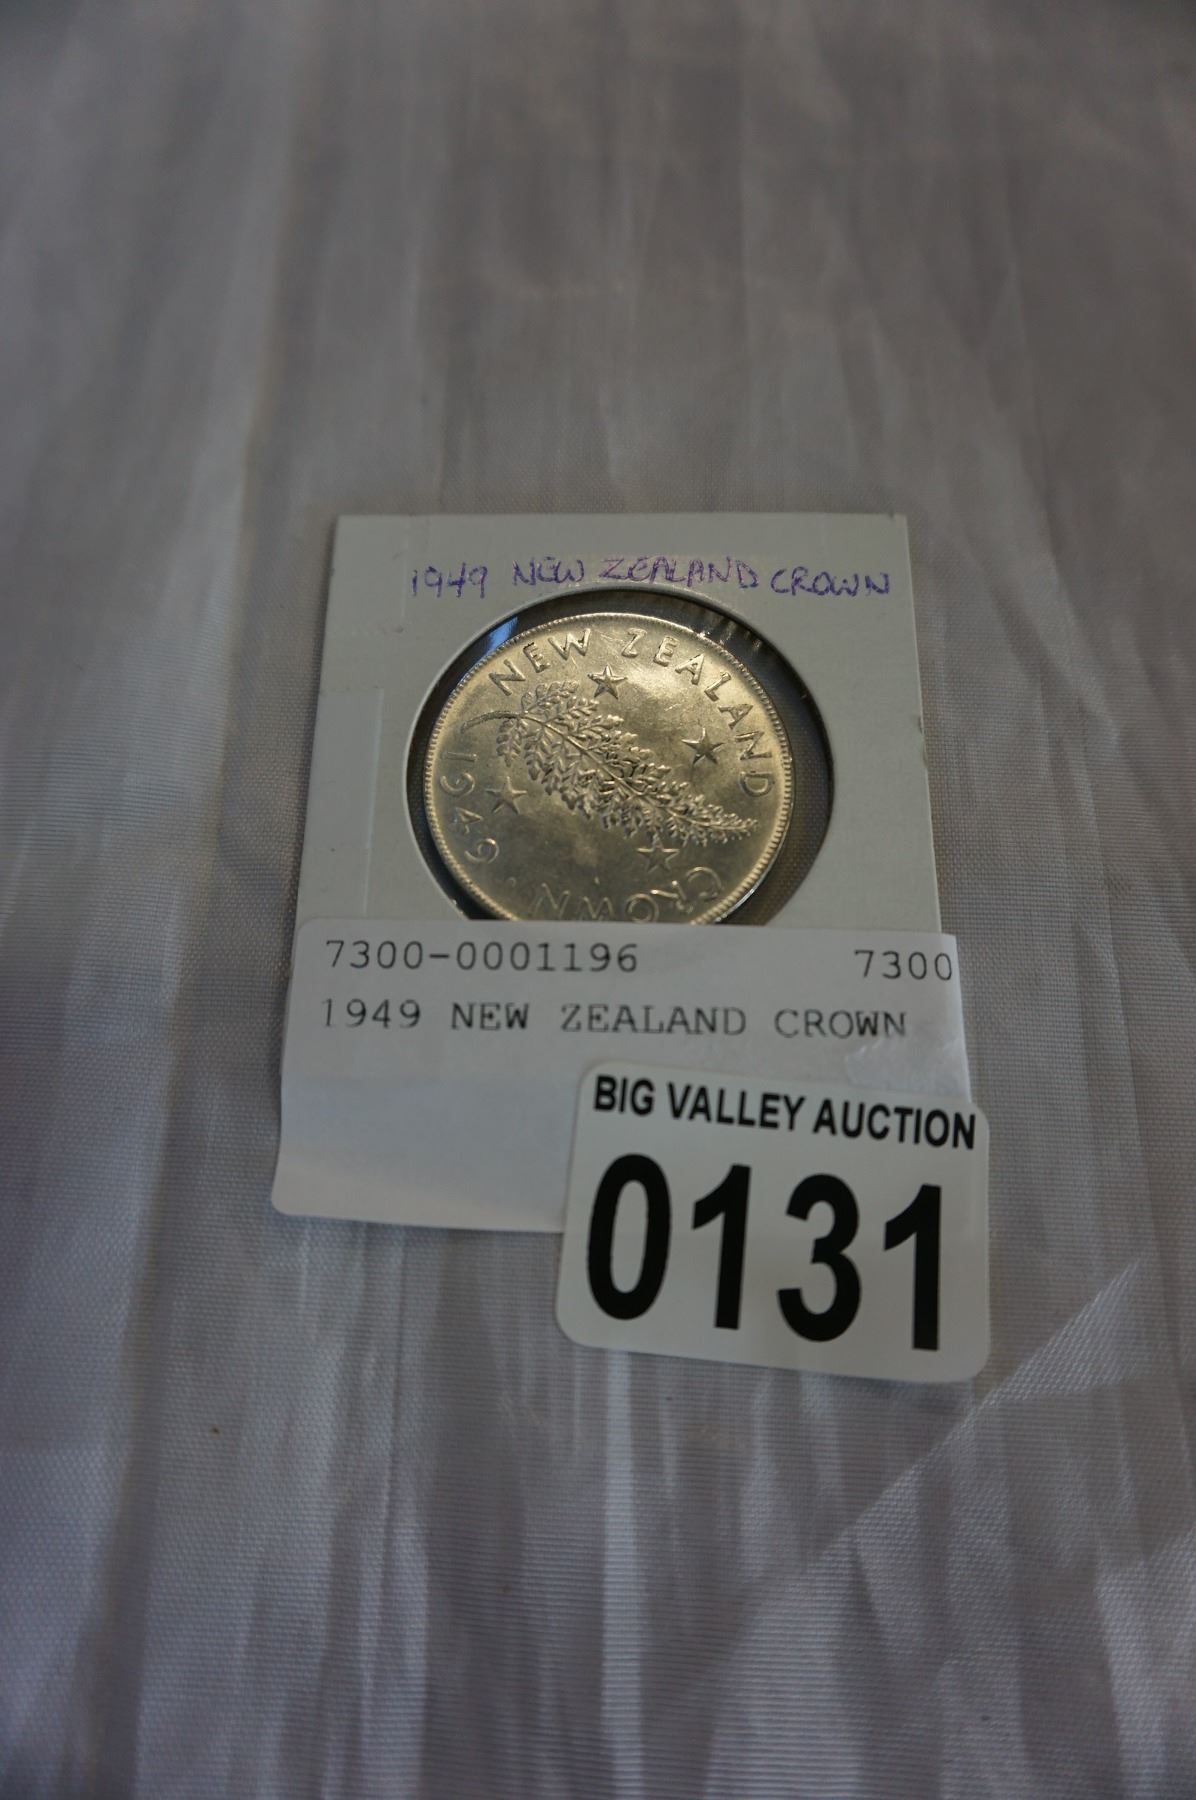 1949 NEW ZEALAND CROWN
NEW ZEALAND
1949
CROWN
7300-0001196 7300
1949 NEW ZEALAND CROWN
BIG VALLEY AUCTION
0131